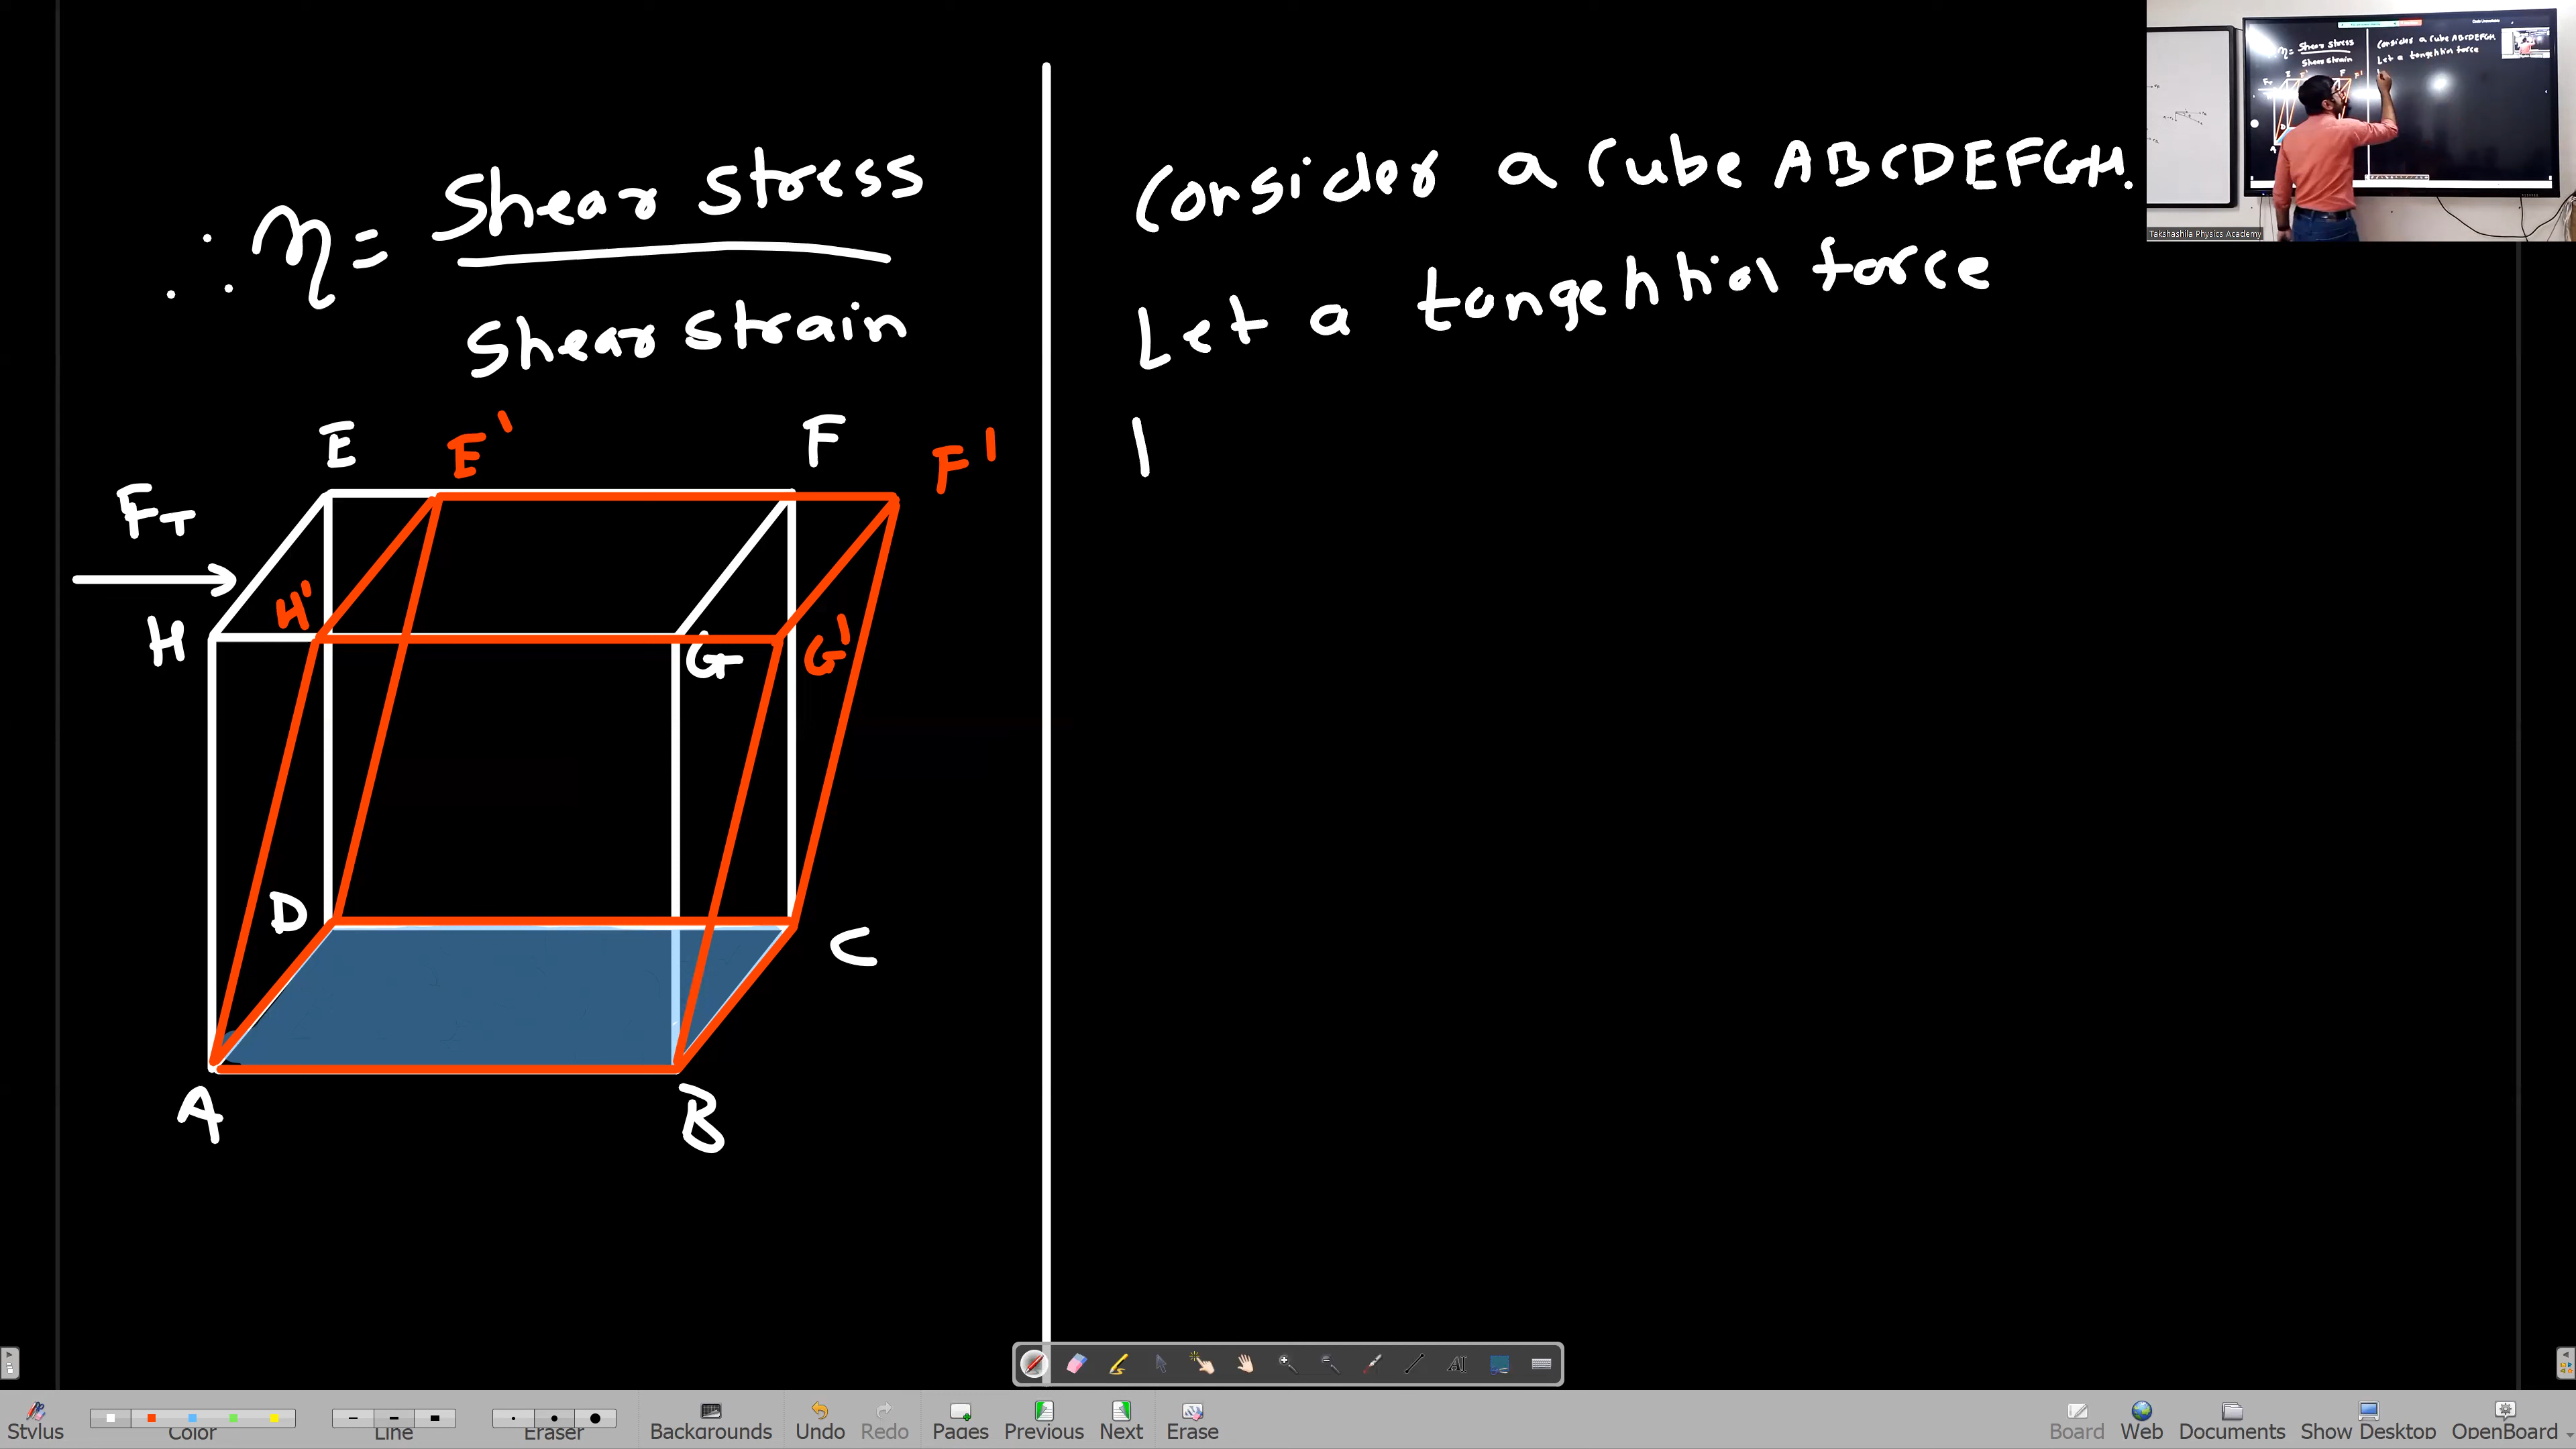 ∴ η = Shear stress
Shear strain
E E' F F'
F_T
H H' G G'
D C
A B
Consider a Cube ABCDEFGH.
Let a tangential force
Takshashila Physics Academy
Stylus Color Line Eraser Backgrounds Undo Redo Pages Previous Next Erase Board Web Documents Show Desktop OpenBoard